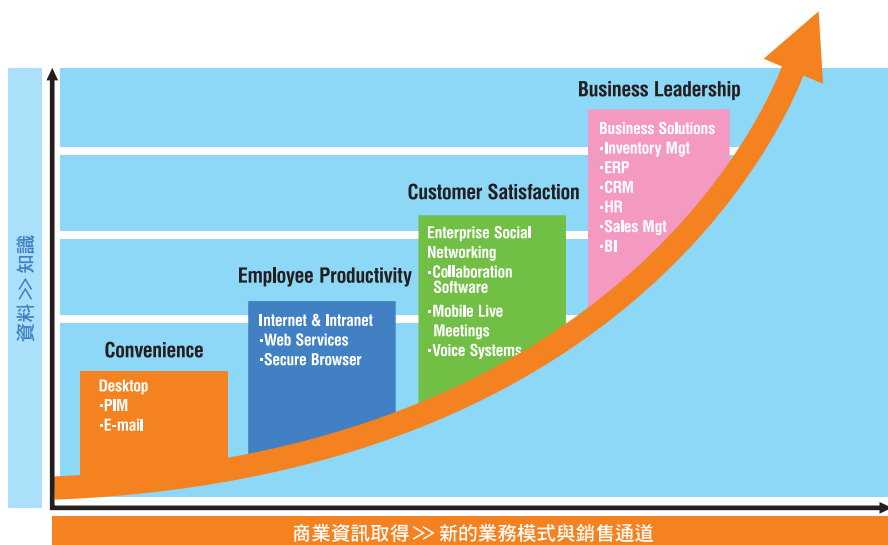 Business Leadership
Business Solutions
·Inventory Mgt
·ERP
·CRM
·HR
·Sales Mgt
·BI
Customer Satisfaction
Enterprise Social
Networking
·Collaboration
Software
·Mobile Live
Meetings
·Voice Systems
Employee Productivity
Internet & Intranet
·Web Services
·Secure Browser
Convenience
Desktop
·PIM
·E-mail
資料 >> 知識
商業資訊取得 >> 新的業務模式與銷售通道